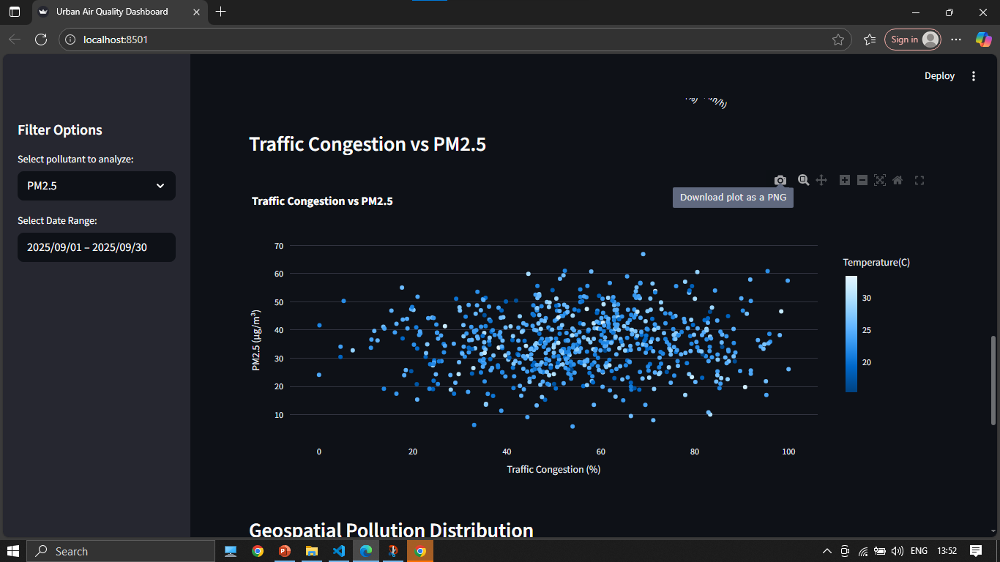 Urban Air Quality Dashboard
localhost:8501
Sign in
Deploy
Filter Options
Select pollutant to analyze:
PM2.5
Select Date Range:
2025/09/01 – 2025/09/30
Traffic Congestion vs PM2.5
Download plot as a PNG
Traffic Congestion vs PM2.5
70
60
50
40
30
20
10
PM2.5 (µg/m³)
0 20 40 60 80 100
Traffic Congestion (%)
Temperature(C)
30
25
20
Geospatial Pollution Distribution
Search
ENG
13:52